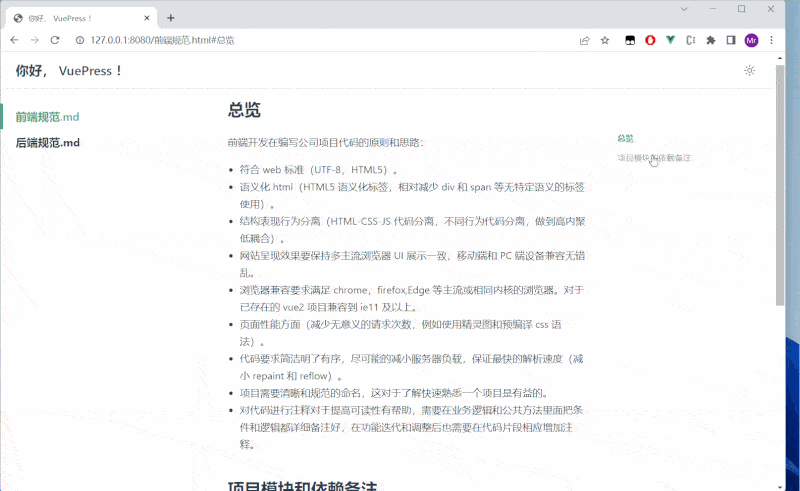 你好， VuePress！
127.0.0.1:8080/前端规范.html#总览
Mr
你好， VuePress！
前端规范.md
后端规范.md
总览
前端开发在骗写公司项目代码的原则和思路：
符合 web 标准（UTF-8，HTML5）。
语义化 html（HTML5 语义化标签，相对减少 div 和 span 等无特定语义的标签
使用）。
结构表现行为分离（HTML-CSS-JS 代码分离，不同行为代码分离，做到高内聚
低耦合）。
网站呈现效果要保持多主流浏览器 UI 展示一致，移动端和 PC 端设备兼容无错
乱。
浏览器兼容要求满足 chrome，firefox,Edge 等主流或相同内核的浏览器。对于
已存在的 vue2 项目兼容到 ie11 及以上。
页面性能方面（减少无意义的请求次数，例如使用精灵图和预编译 css 语
法）。
代码要求简洁明了有序，尽可能的减小服务器负载，保证最快的解析速度（减
小 repaint 和 reflow）。
项目需要清晰和规范的命名，这对于了解快速熟悉一个项目是有益的。
对代码进行注释对于提高可读性有帮助，需要在业务逻辑和公共方法里面把条
件和逻辑都详细备注好，在功能迭代和调整后也需要在代码片段相应增加注
释。
项目模块和依赖备注
总览
项目模块和依赖备注